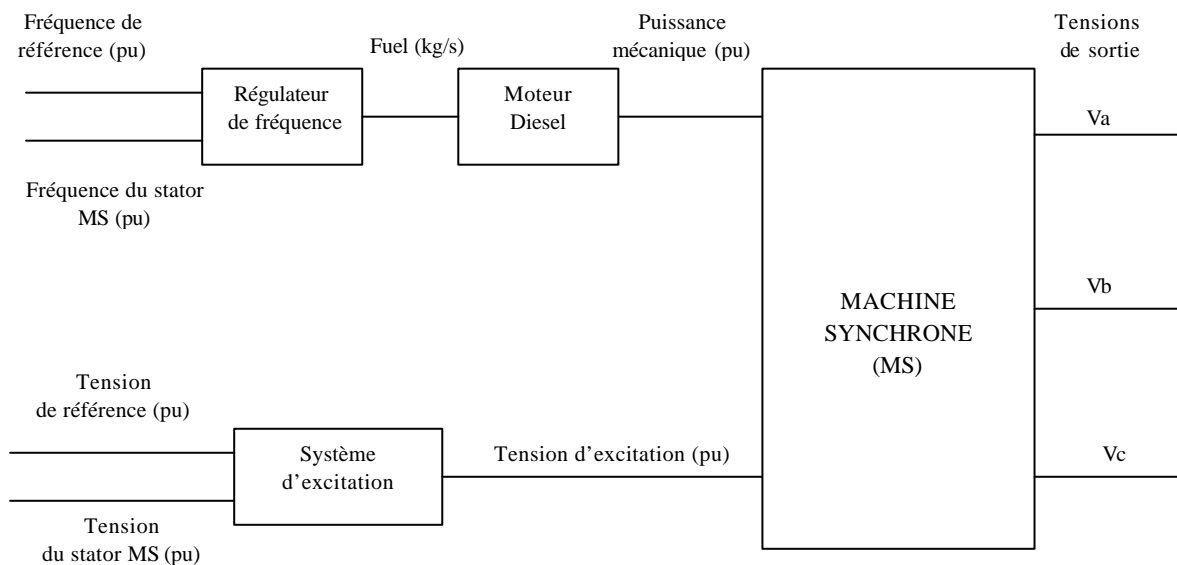 Fréquence de
référence (pu)
Fuel (kg/s)
Puissance
mécanique (pu)
Tensions
de sortie
Régulateur
de fréquence
Moteur
Diesel
Va
Fréquence du stator
MS (pu)
Vb
MACHINE
SYNCHRONE
(MS)
Tension
de référence (pu)
Système
d'excitation
Tension d'excitation (pu)
Vc
Tension
du stator MS (pu)